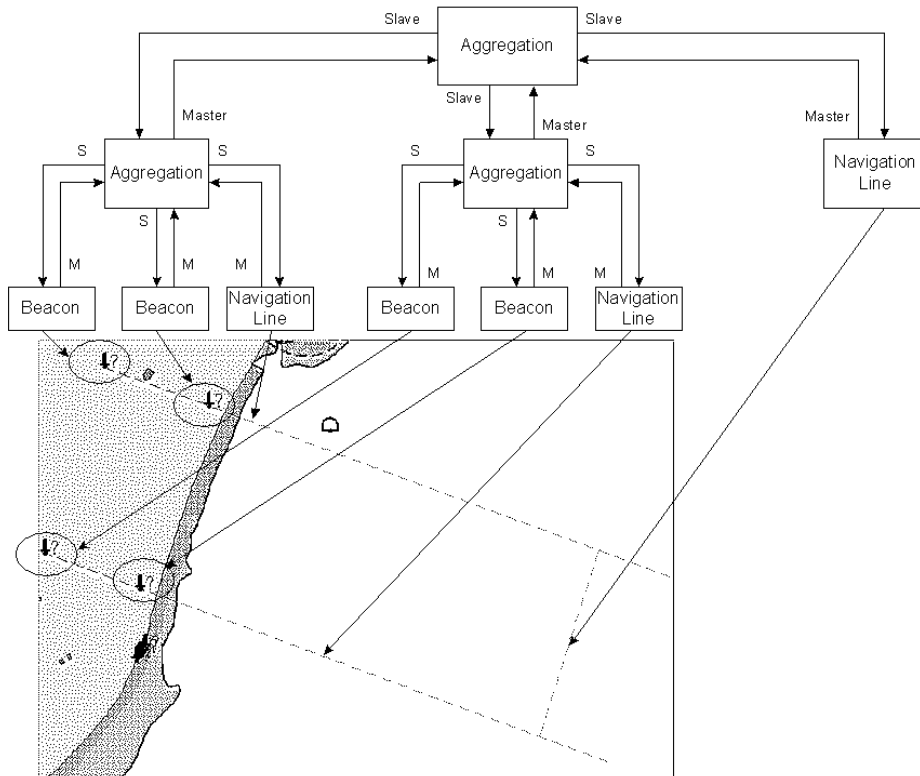 Slave
Slave
Aggregation
Slave
Master
Master
Master
S
S
S
S
Aggregation
Aggregation
Navigation
Line
S
S
M
M
M
M
M
M
Beacon
Beacon
Navigation
Line
Beacon
Beacon
Navigation
Line
?
?
?
?
?